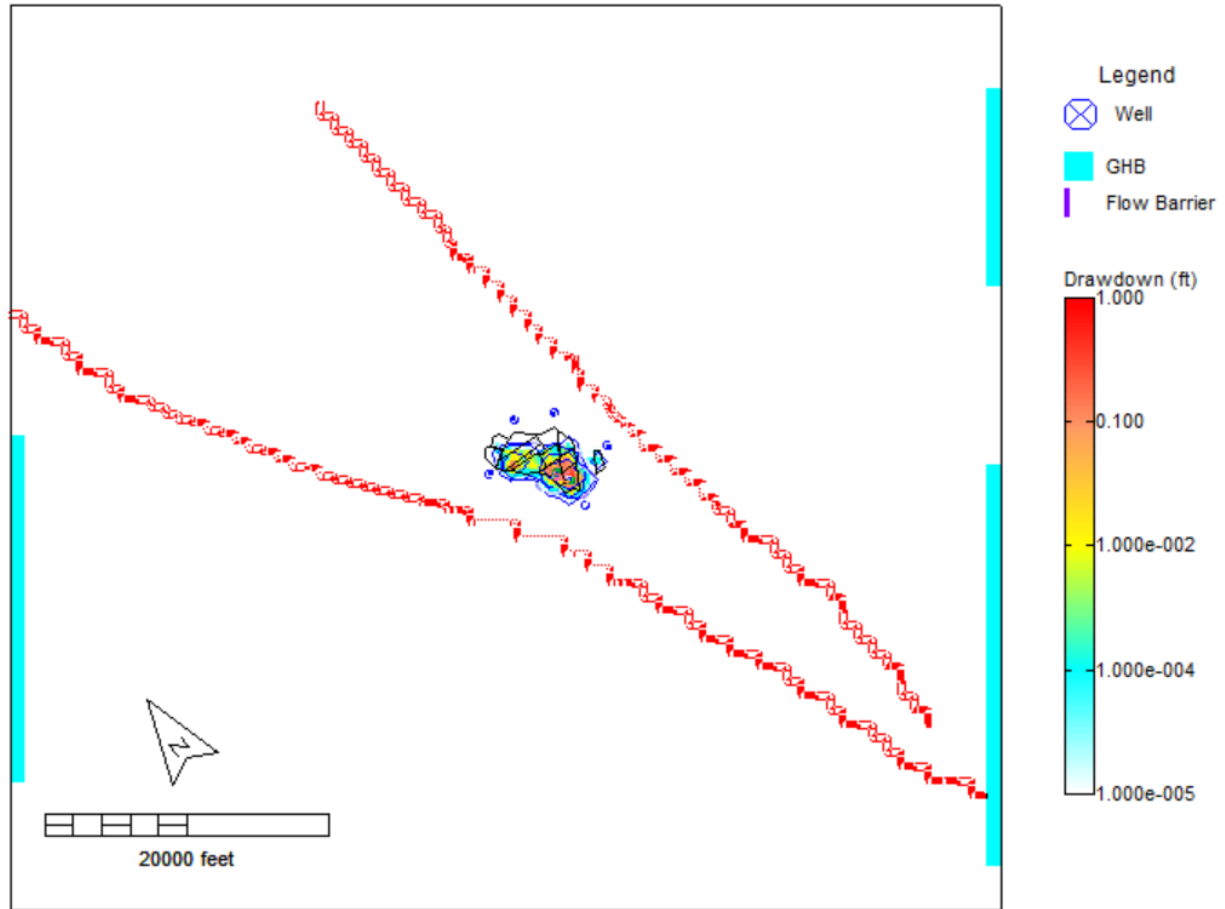 Legend
Well
GHB
Flow Barrier
Drawdown (ft)
1.000
0.100
1.000e-002
1.000e-004
1.000e-005
N
20000 feet